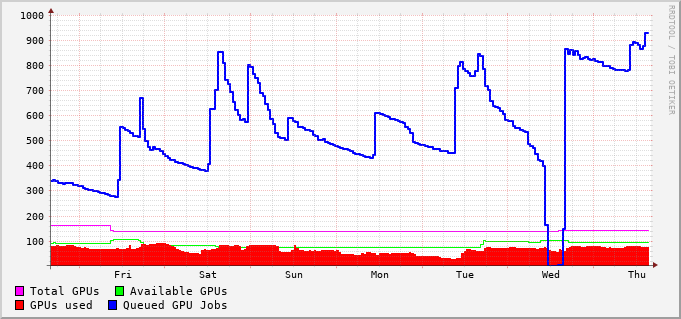 1000
900
800
700
600
500
400
300
200
100
Fri Sat Sun Mon Tue Wed Thu
Total GPUs Available GPUs
GPUs used Queued GPU Jobs
RRDTOOL / TOBI OETIKER